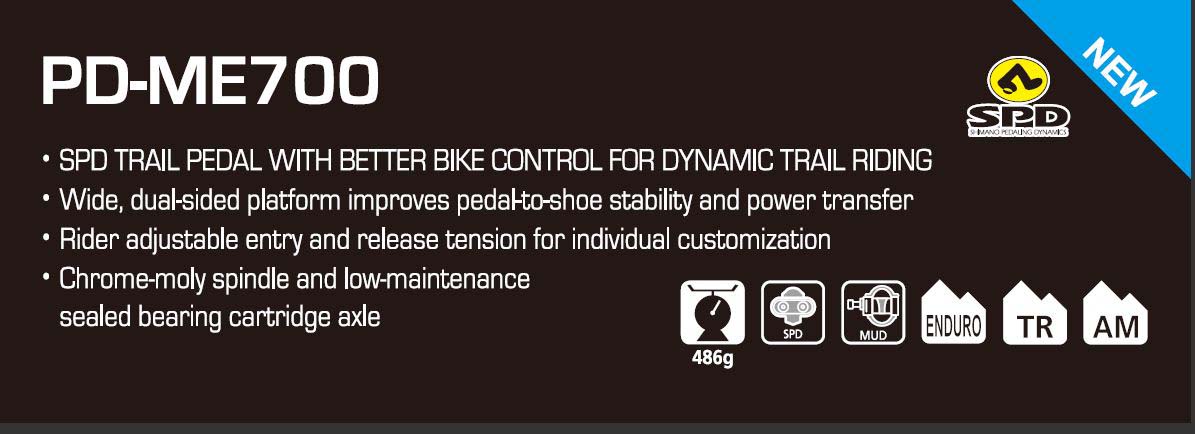 NEW
PD-ME700
SPD
SHIMANO PEDALING DYNAMICS
• SPD TRAIL PEDAL WITH BETTER BIKE CONTROL FOR DYNAMIC TRAIL RIDING
• Wide, dual-sided platform improves pedal-to-shoe stability and power transfer
• Rider adjustable entry and release tension for individual customization
• Chrome-moly spindle and low-maintenance
sealed bearing cartridge axle
SPD
MUD
ENDURO
TR
AM
486g